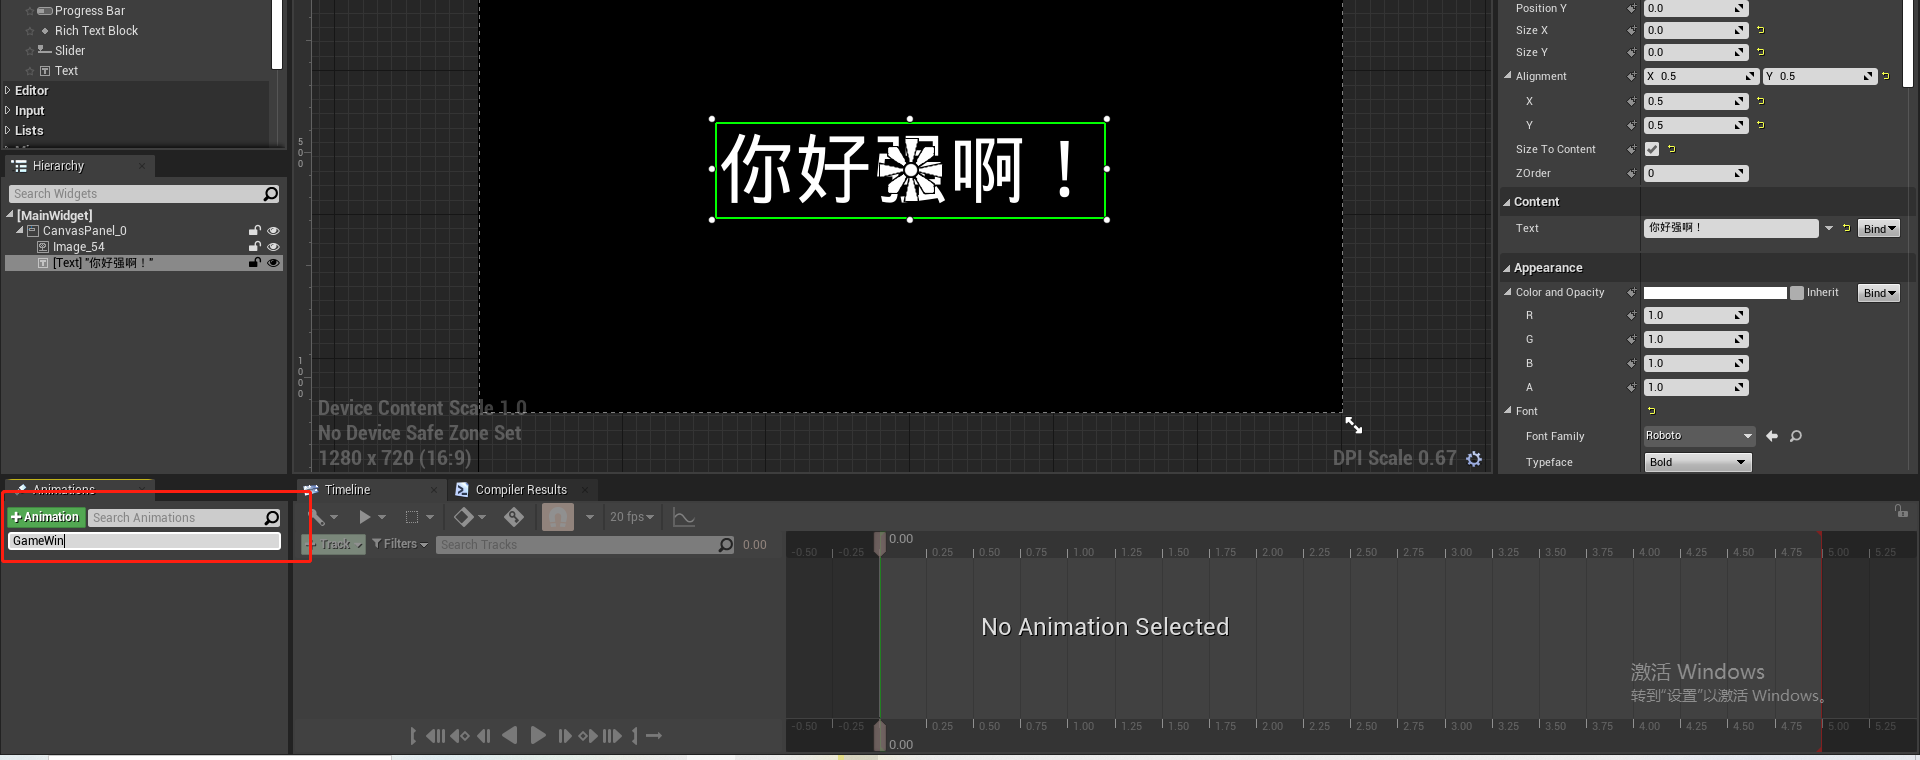 Progress Bar
Rich Text Block
Slider
Text
Editor
Input
Lists
Hierarchy
Search Widgets
[MainWidget]
CanvasPanel_0
Image_54
[Text] "你好强啊！"
500
1000
你好强啊！
Device Content Scale 1.0
No Device Safe Zone Set
1280 x 720 (16:9)
DPI Scale 0.67
Position Y 0.0
Size X 0.0
Size Y 0.0
Alignment X 0.5 Y 0.5
X 0.5
Y 0.5
Size To Content
ZOrder 0
Content
Text 你好强啊！ Bind
Appearance
Color and Opacity Inherit Bind
R 1.0
G 1.0
B 1.0
A 1.0
Font
Font Family Roboto
Typeface Bold
Animations
+Animation Search Animations
GameWin
Timeline Compiler Results
20 fps
+ Track Filters Search Tracks 0.00
0.00
-0.50 -0.25 0.25 0.50 0.75 1.00 1.25 1.50 1.75 2.00 2.25 2.50 2.75 3.00 3.25 3.50 3.75 4.00 4.25 4.50 4.75 5.00 5.25
No Animation Selected
激活 Windows
转到"设置"以激活 Windows。
-0.50 -0.25 0.25 0.50 0.75 1.00 1.25 1.50 1.75 2.00 2.25 2.50 2.75 3.00 3.25 3.50 3.75 4.00 4.25 4.50 4.75 5.00 5.25
0.00